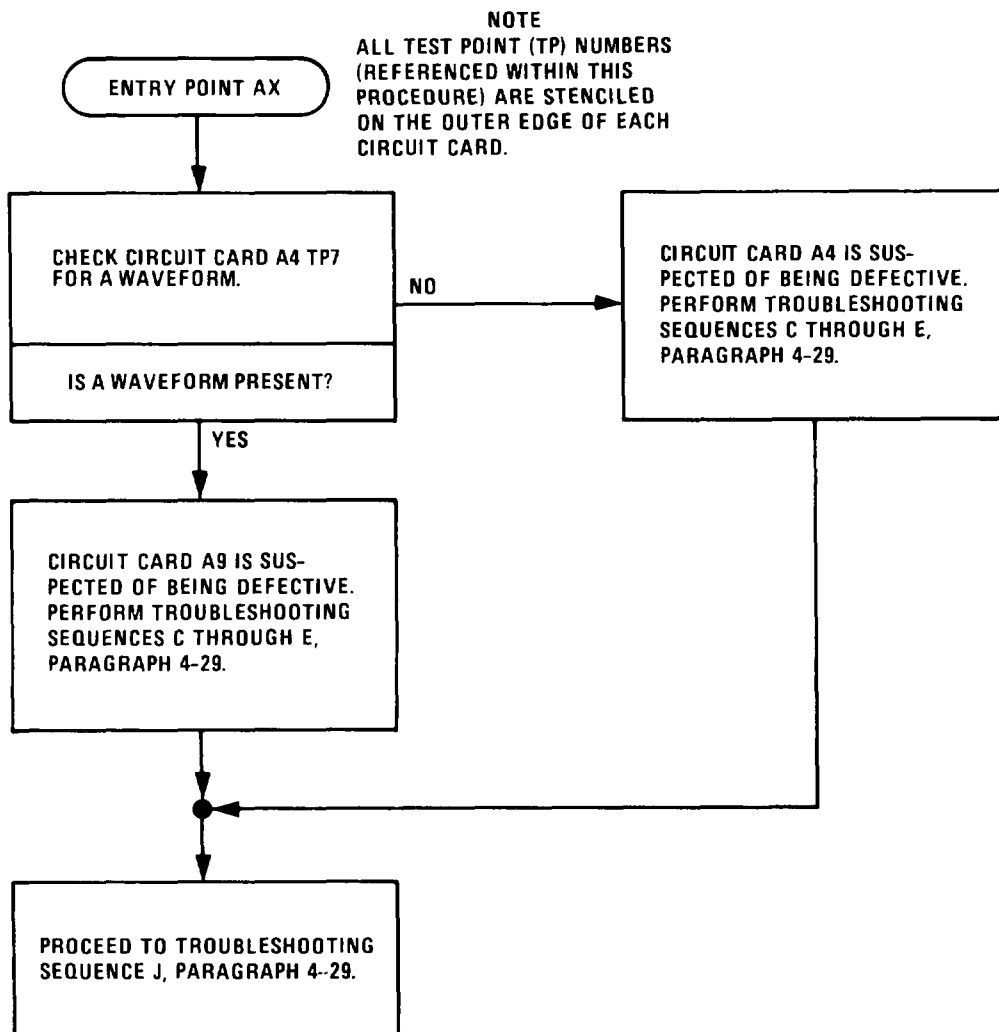 NOTE
ALL TEST POINT (TP) NUMBERS
(REFERENCED WITHIN THIS
PROCEDURE) ARE STENCILED
ON THE OUTER EDGE OF EACH
CIRCUIT CARD.
ENTRY POINT AX
CHECK CIRCUIT CARD A4 TP7
FOR A WAVEFORM.
IS A WAVEFORM PRESENT?
NO
CIRCUIT CARD A4 IS SUS-
PECTED OF BEING DEFECTIVE.
PERFORM TROUBLESHOOTING
SEQUENCES C THROUGH E,
PARAGRAPH 4-29.
YES
CIRCUIT CARD A9 IS SUS-
PECTED OF BEING DEFECTIVE.
PERFORM TROUBLESHOOTING
SEQUENCES C THROUGH E,
PARAGRAPH 4-29.
PROCEED TO TROUBLESHOOTING
SEQUENCE J, PARAGRAPH 4-29.